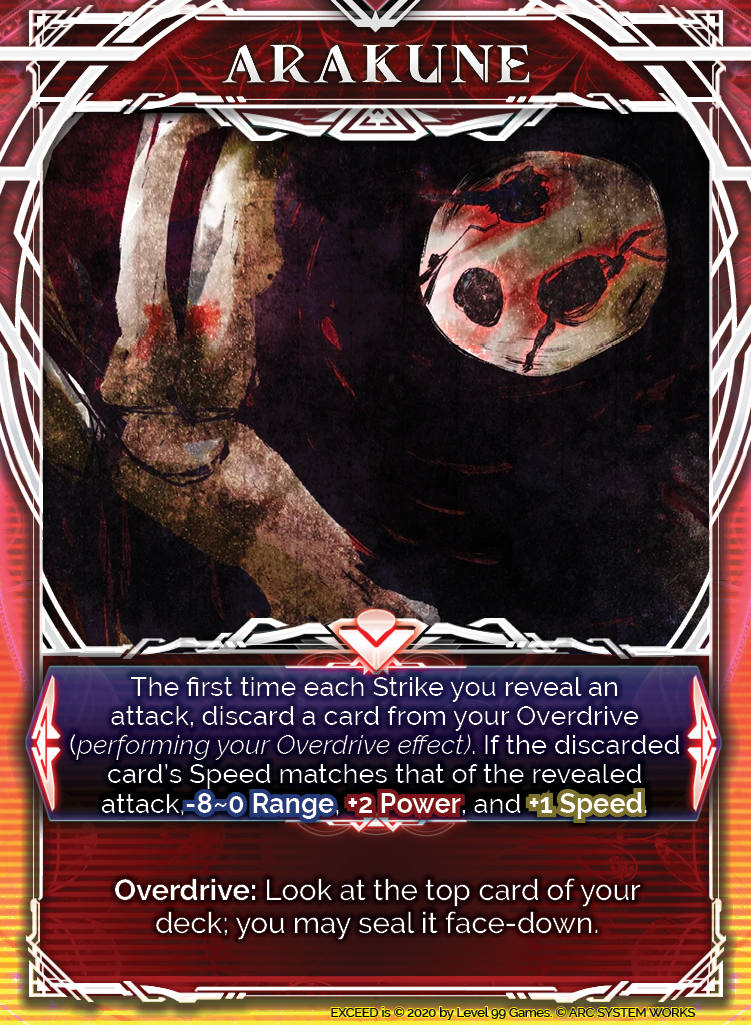 ARAKUNE
The first time each Strike you reveal an
attack, discard a card from your Overdrive
(performing your Overdrive effect). If the discarded
card's Speed matches that of the revealed
attack,-8~0 Range, +2 Power, and +1 Speed.
Overdrive: Look at the top card of your
deck; you may seal it face-down.
EXCEED is © 2020 by Level 99 Games. © ARC SYSTEM WORKS